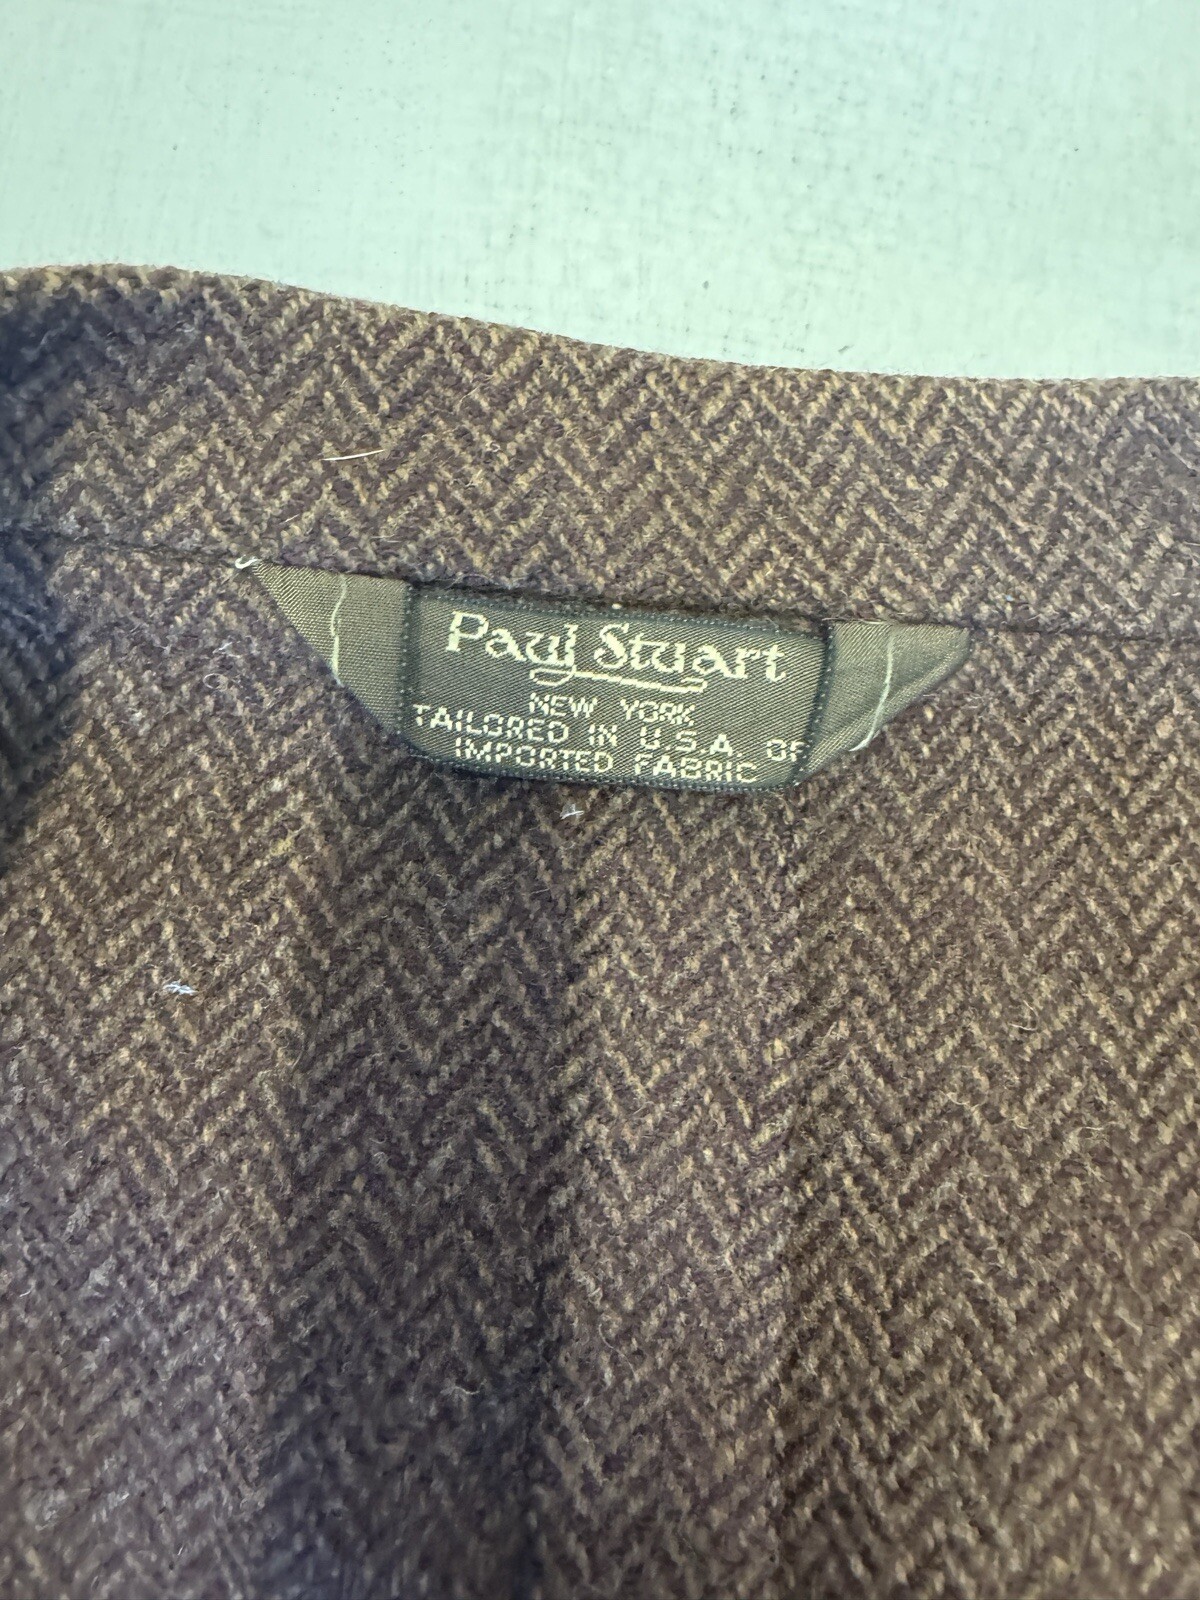 Paul Stuart
NEW YORK
TAILORED IN U.S.A. OF
IMPORTED FABRIC